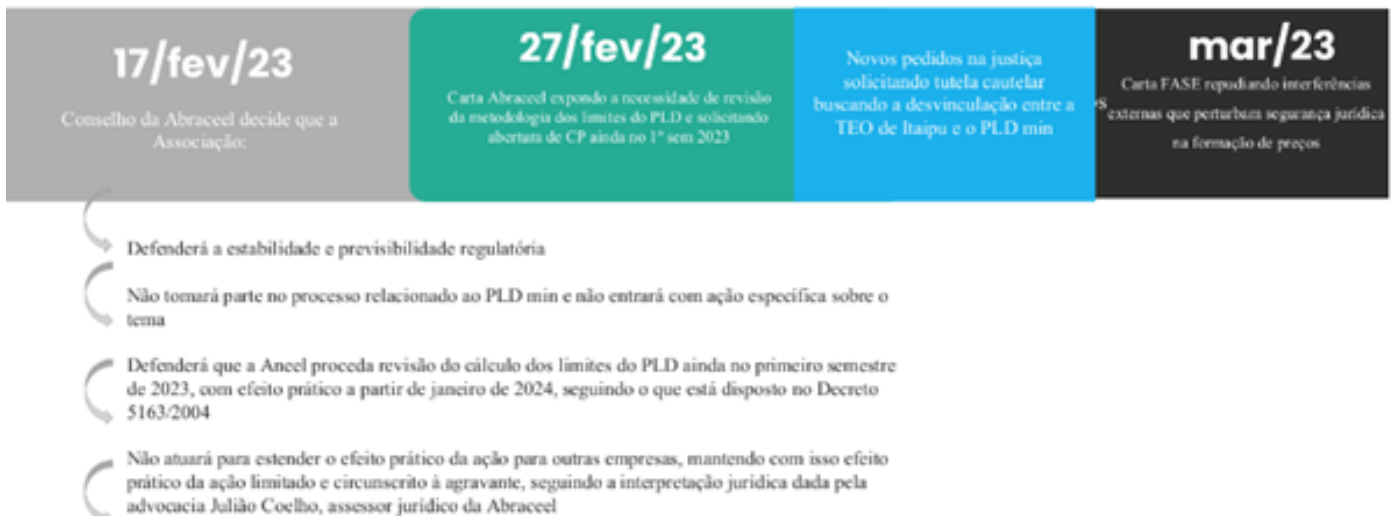 17/fev/23
Conselho da Abraceel decide que a
Associação:
27/fev/23
Carta Abraceel expondo a necessidade de revisão
da metodologia dos limites do PLD e solicitando
abertura de CP ainda no 1º sem 2023
Novos pedidos na justiça
solicitando tutela cautelar
buscando a desvinculação entre a
TEO de Itaipu e o PLD min
mar/23
Carta FASE repudiando interferências
externas que perturbam segurança jurídica
na formação de preços
Defenderá a estabilidade e previsibilidade regulatória
Não tomará parte no processo relacionado ao PLD min e não entrará com ação específica sobre o
tema
Defenderá que a Aneel proceda revisão do cálculo dos limites do PLD ainda no primeiro semestre
de 2023, com efeito prático a partir de janeiro de 2024, seguindo o que está disposto no Decreto
5163/2004
Não atuará para estender o efeito prático da ação para outras empresas, mantendo com isso efeito
prático da ação limitado e circunscrito à agravante, seguindo a interpretação jurídica dada pela
advocacia Julião Coelho, assessor jurídico da Abraceel